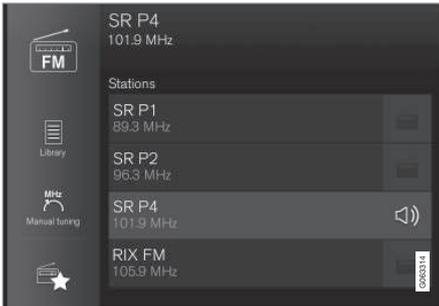 SR P4
101.9 MHz
FM
Stations
SR P1
89.3 MHz
Library
SR P2
96.3 MHz
MHz
Manual tuning
SR P4
101.9 MHz
RIX FM
105.9 MHz
G063314